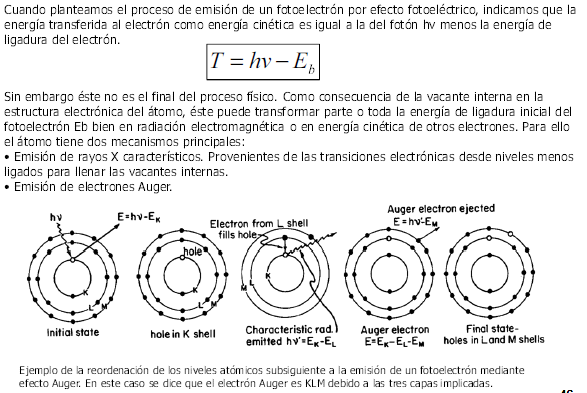 Cuando planteamos el proceso de emisión de un fotoelectrón por efecto fotoeléctrico, indicamos que la
energía transferida al electrón como energía cinética es igual a la del fotón hv menos la energía de
ligadura del electrón.
T = hν − E_b
Sin embargo éste no es el final del proceso físico. Como consecuencia de la vacante interna en la
estructura electrónica del átomo, éste puede transformar parte o toda la energía de ligadura inicial del
fotoelectrón Eb bien en radiación electromagnética o en energía cinética de otros electrones. Para ello
el átomo tiene dos mecanismos principales:
• Emisión de rayos X característicos. Provenientes de las transiciones electrónicas desde niveles menos
ligados para llenar las vacantes internas.
• Emisión de electrones Auger.
hν
E=hν-E_K
K
L
M
Initial state
hole
K
L
M
hole in K shell
Electron from L shell
fills hole
K
M
L
Characteristic rad.
emitted hν'=E_K-E_L
Auger electron ejected
E=hν'-E_M
Auger electron
E=E_K-E_L-E_M
Final state-
holes in L and M shells
Ejemplo de la reordenación de los niveles atómicos subsiguiente a la emisión de un fotoelectrón mediante
efecto Auger. En este caso se dice que el electrón Auger es KLM debido a las tres capas implicadas.